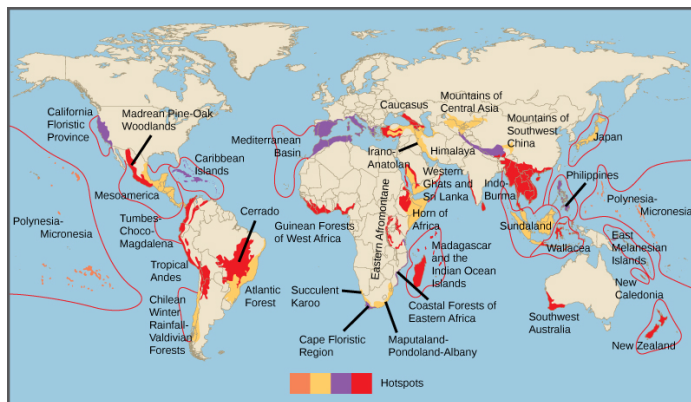 California
Floristic
Province
Madrean Pine-Oak
Woodlands
Mediterranean
Basin
Caucasus
Mountains of
Central Asia
Mountains of
Southwest
China
Japan
Caribbean
Islands
Mesoamerica
Irano-
Anatolian
Himalaya
Western
Ghats and
Sri Lanka
Indo-
Burma
Philippines
Polynesia-
Micronesia
Polynesia-
Micronesia
Tumbes-
Choco-
Magdalena
Cerrado
Guinean Forests
of West Africa
Eastern Afromontane
Horn of
Africa
Sundaland
Wallacea
East
Melanesian
Islands
Tropical
Andes
Atlantic
Forest
Madagascar
and the
Indian Ocean
Islands
New
Caledonia
Chilean
Winter
Rainfall-
Valdivian
Forests
Succulent
Karoo
Coastal Forests of
Eastern Africa
Southwest
Australia
Cape Floristic
Region
Maputaland-
Pondoland-Albany
New Zealand
Hotspots